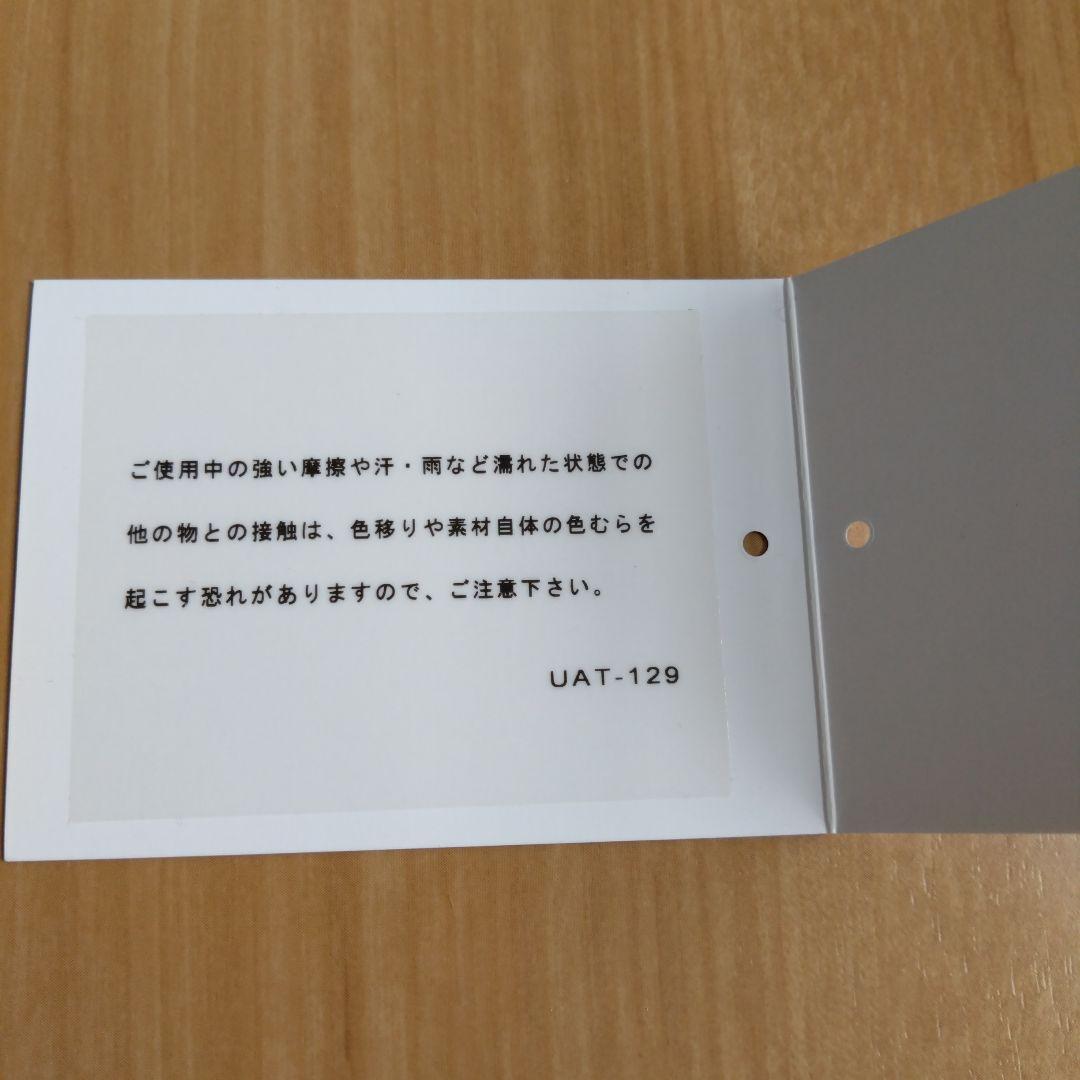 ご使用中の強い摩擦や汗・雨など濡れた状態での
他の物との接触は、色移りや素材自体の色むらを
起こす恐れがありますので、ご注意下さい。
UAT-129